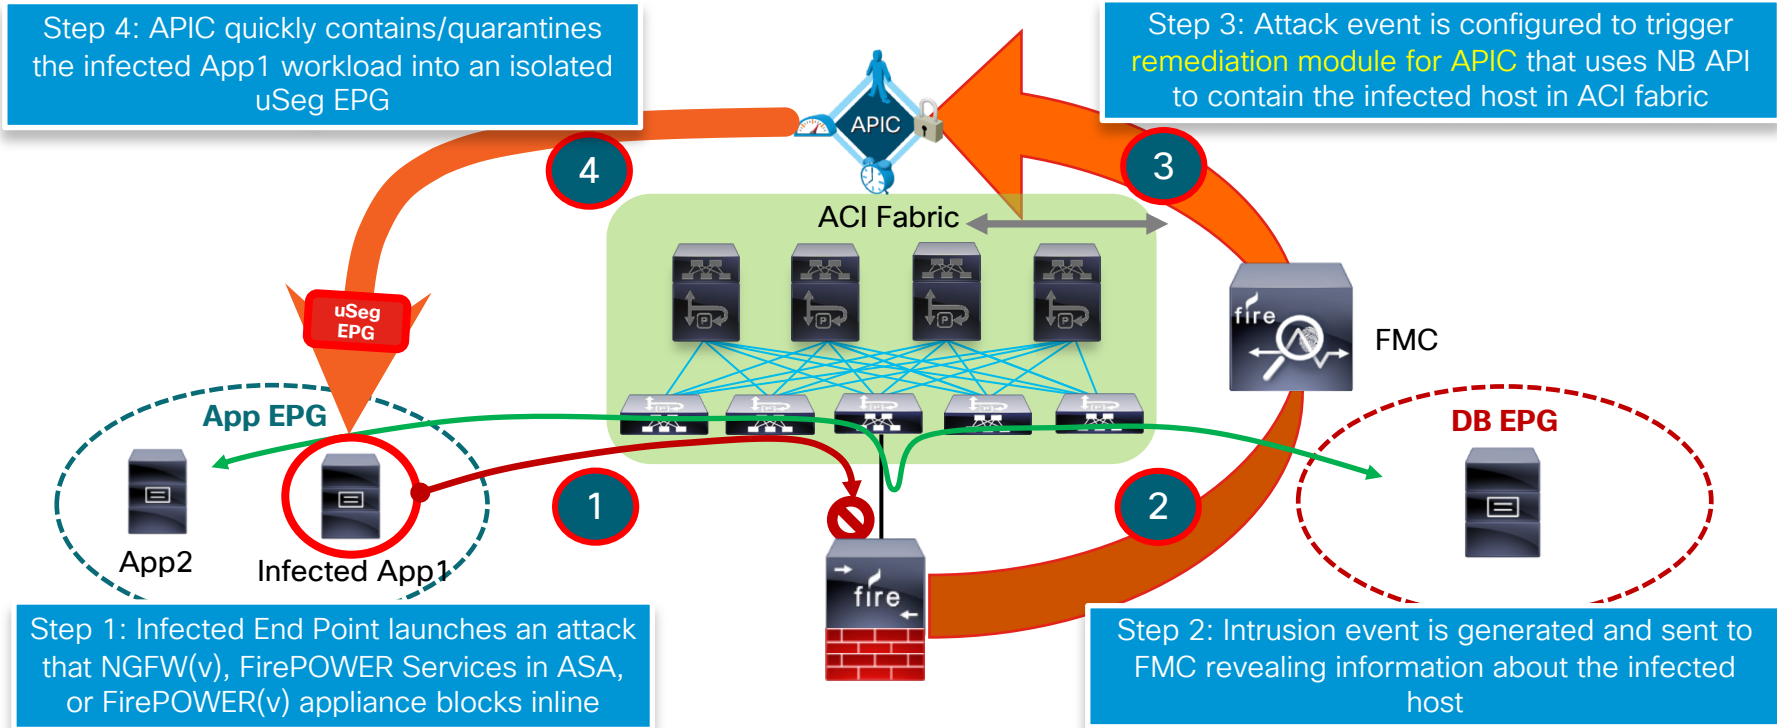 Step 4: APIC quickly contains/quarantines
the infected App1 workload into an isolated
uSeg EPG
Step 3: Attack event is configured to trigger
remediation module for APIC that uses NB API
to contain the infected host in ACI fabric
APIC
4
3
ACI Fabric
P
P
P
P
uSeg
EPG
fire
FMC
App EPG
DB EPG
1
2
App2
Infected App1
fire
Step 1: Infected End Point launches an attack
that NGFW(v), FirePOWER Services in ASA,
or FirePOWER(v) appliance blocks inline
Step 2: Intrusion event is generated and sent to
FMC revealing information about the infected
host